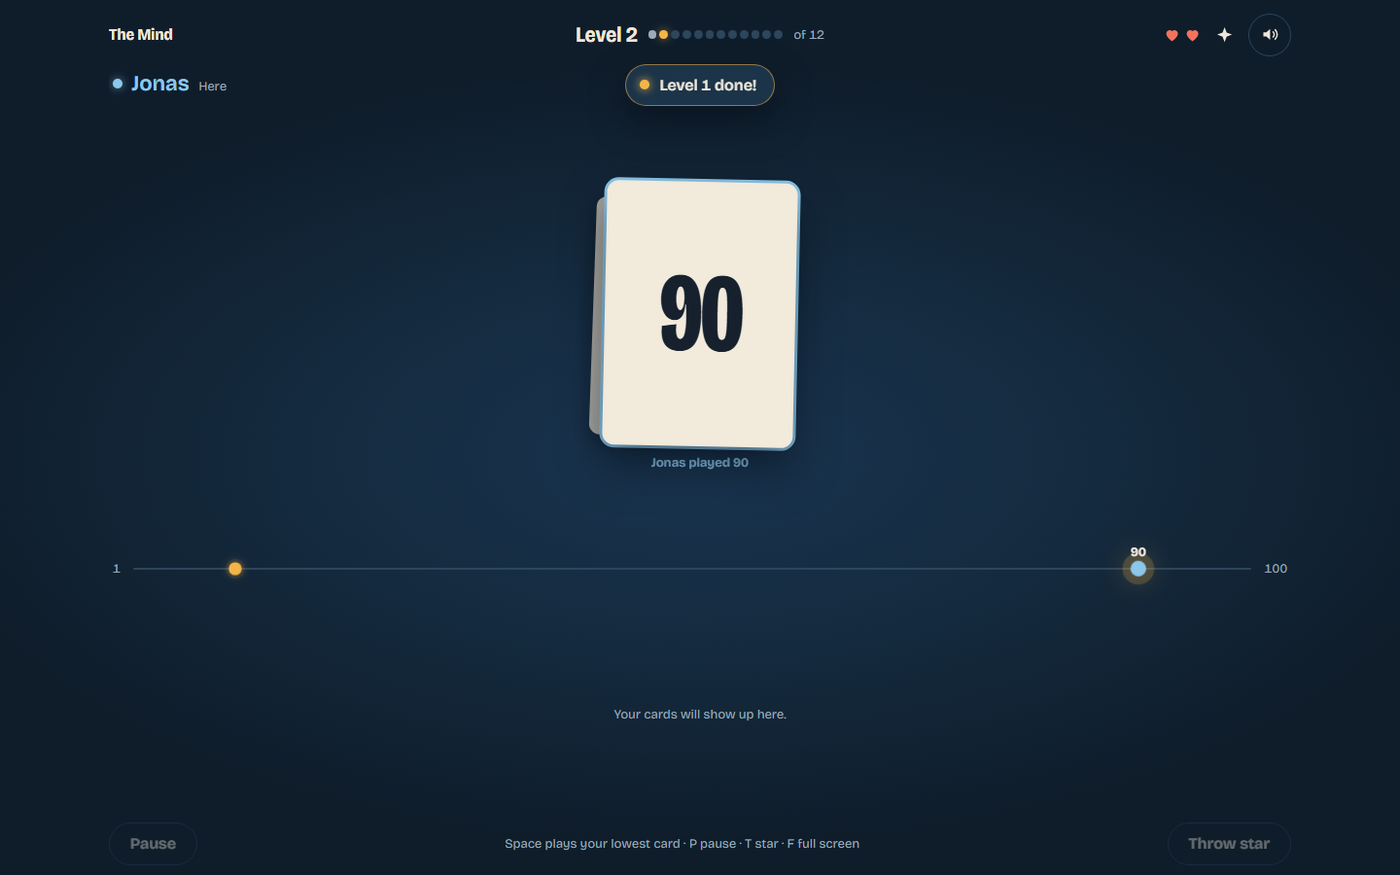 The Mind
Level 2
of 12
Jonas Here
Level 1 done!
90
Jonas played 90
90
1
100
Your cards will show up here.
Pause
Space plays your lowest card · P pause · T star · F full screen
Throw star